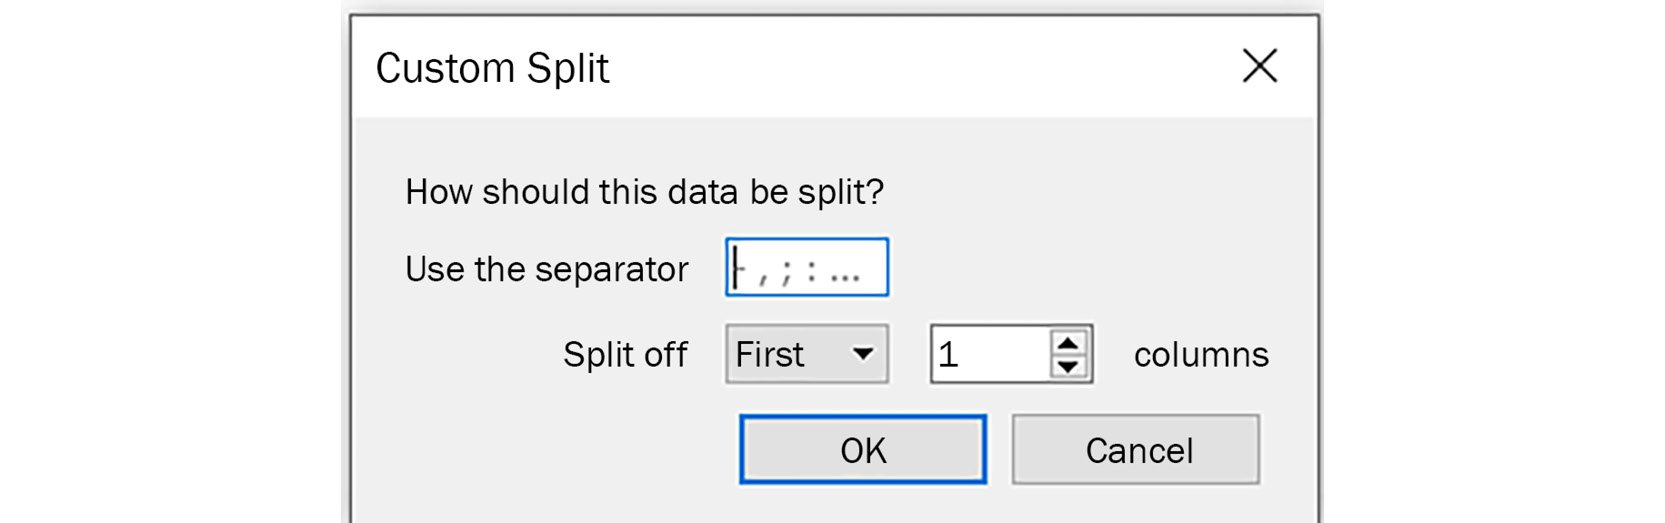 Custom Split
How should this data be split?
Use the separator - , ; : ...
Split off First 1 columns
OK Cancel